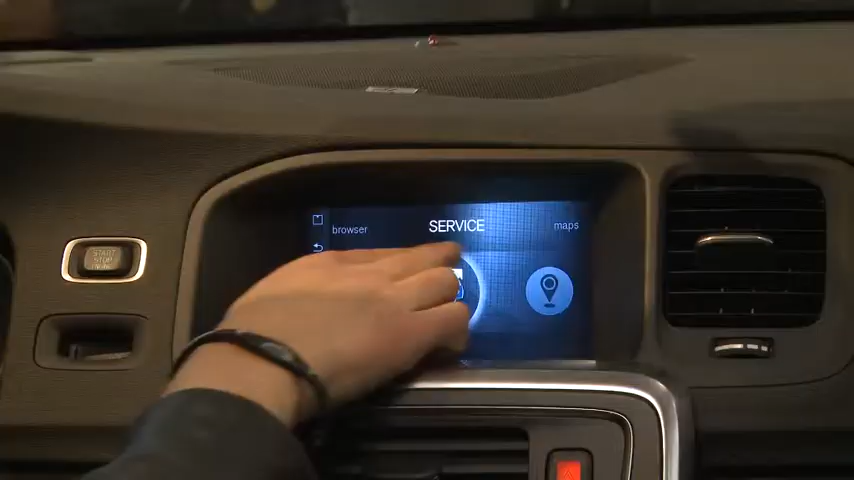 browser
SERVICE
maps
START
STOP